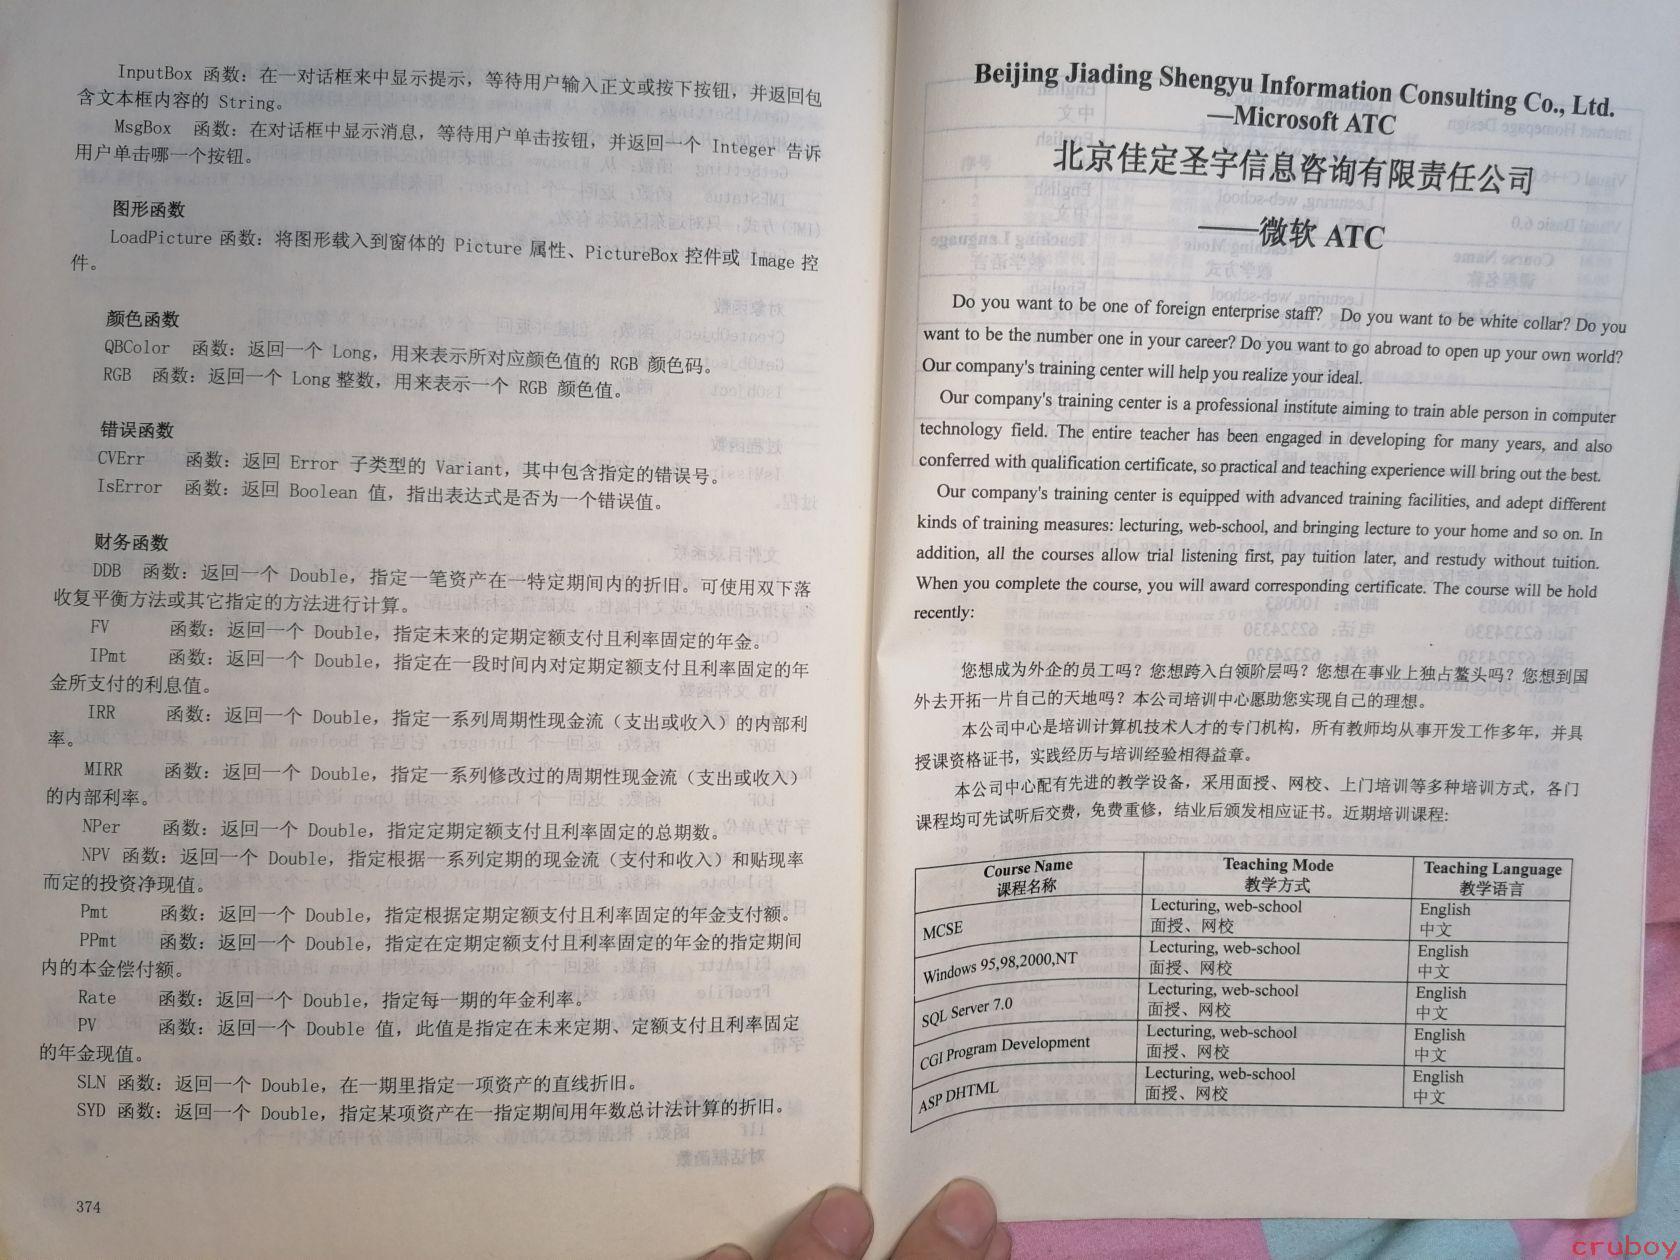 InputBox 函数：在一对话框来中显示提示，等待用户输入正文或按下按钮，并返回包
含文本框内容的 String。
MsgBox 函数：在对话框中显示消息，等待用户单击按钮，并返回一个 Integer 告诉
用户单击哪一个按钮。
图形函数
LoadPicture 函数：将图形载入到窗体的 Picture 属性、PictureBox 控件或 Image 控
件。
颜色函数
QBColor 函数：返回一个 Long，用来表示所对应颜色值的 RGB 颜色码。
RGB 函数：返回一个 Long 整数，用来表示一个 RGB 颜色值。
错误函数
CVErr 函数：返回 Error 子类型的 Variant，其中包含指定的错误号。
IsError 函数：返回 Boolean 值，指出表达式是否为一个错误值。
财务函数
DDB 函数：返回一个 Double，指定一笔资产在一特定期间内的折旧。可使用双下落
收复平衡方法或其它指定的方法进行计算。
FV 函数：返回一个 Double，指定未来的定期定额支付且利率固定的年金。
IPmt 函数：返回一个 Double，指定在一段时间内对定期定额支付且利率固定的年
金所支付的利息值。
IRR 函数：返回一个 Double，指定一系列周期性现金流（支出或收入）的内部利
率。
MIRR 函数：返回一个 Double，指定一系列修改过的周期性现金流（支出或收入）
的内部利率。
NPer 函数：返回一个 Double，指定定期定额支付且利率固定的总期数。
NPV 函数：返回一个 Double，指定根据一系列定期的现金流（支付和收入）和贴现率
而定的投资净现值。
Pmt 函数：返回一个 Double，指定根据定期定额支付且利率固定的年金支付额。
PPmt 函数：返回一个 Double，指定在定期定额支付且利率固定的年金的指定期间
内的本金偿付额。
Rate 函数：返回一个 Double，指定每一期的年金利率。
PV 函数：返回一个 Double 值，此值是指定在未来定期、定额支付且利率固定
的年金现值。
SLN 函数：返回一个 Double，在一期里指定一项资产的直线折旧。
SYD 函数：返回一个 Double，指定某项资产在一指定期间用年数总计法计算的折旧。
374
Beijing Jiading Shengyu Information Consulting Co., Ltd.
—Microsoft ATC
北京佳定圣宇信息咨询有限责任公司
——微软 ATC
Do you want to be one of foreign enterprise staff? Do you want to be white collar? Do you
want to be the number one in your career? Do you want to go abroad to open up your own world?
Our company's training center will help you realize your ideal.
Our company's training center is a professional institute aiming to train able person in computer
technology field. The entire teacher has been engaged in developing for many years, and also
conferred with qualification certificate, so practical and teaching experience will bring out the best.
Our company's training center is equipped with advanced training facilities, and adept different
kinds of training measures: lecturing, web-school, and bringing lecture to your home and so on. In
addition, all the courses allow trial listening first, pay tuition later, and restudy without tuition.
When you complete the course, you will award corresponding certificate. The course will be hold
recently:
您想成为外企的员工吗？您想跨入白领阶层吗？您想在事业上独占鳌头吗？您想到国
外去开拓一片自己的天地吗？本公司培训中心愿助您实现自己的理想。
本公司中心是培训计算机技术人才的专门机构，所有教师均从事开发工作多年，并具
授课资格证书，实践经历与培训经验相得益章。
本公司中心配有先进的教学设备，采用面授、网校、上门培训等多种培训方式，各门
课程均可先试听后交费，免费重修，结业后颁发相应证书。近期培训课程:
Course Name Teaching Mode Teaching Language
课程名称 教学方式 教学语言
MCSE Lecturing, web-school English
面授、网校 中文
Windows 95,98,2000,NT Lecturing, web-school English
面授、网校 中文
SQL Server 7.0 Lecturing, web-school English
面授、网校 中文
CGI Program Development Lecturing, web-school English
面授、网校 中文
ASP DHTML Lecturing, web-school English
面授、网校 中文
cruboy